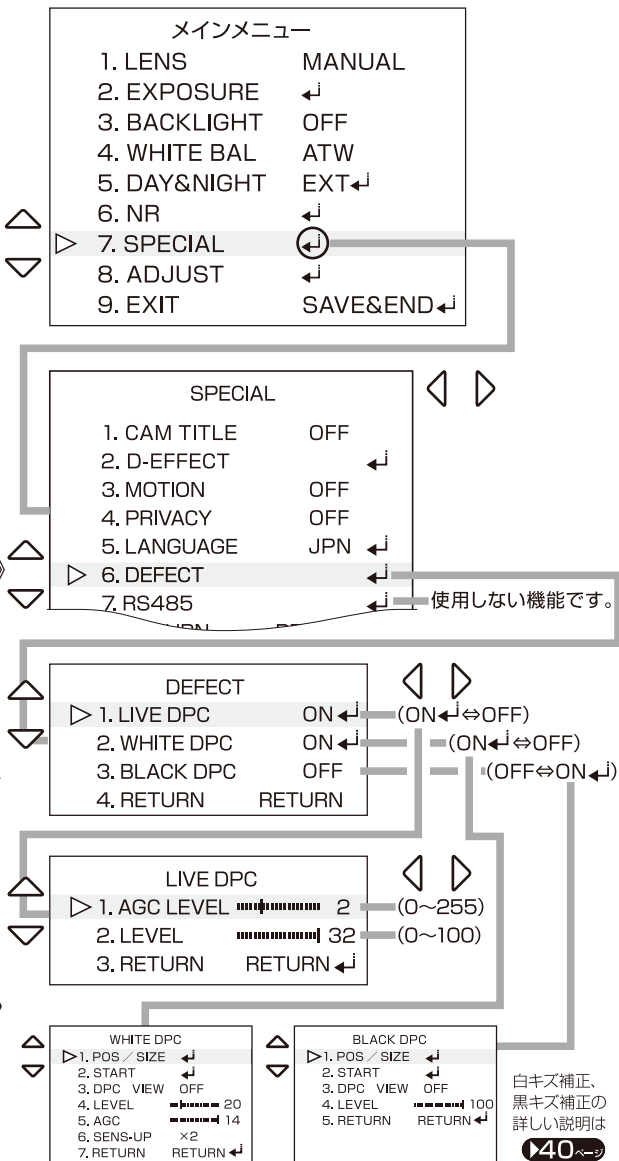 メインメニュー
1. LENS MANUAL
2. EXPOSURE ↲
3. BACKLIGHT OFF
4. WHITE BAL ATW
5. DAY&NIGHT EXT↲
6. NR ↲
7. SPECIAL ↲
8. ADJUST ↲
9. EXIT SAVE&END↲
SPECIAL
1. CAM TITLE OFF
2. D-EFFECT ↲
3. MOTION OFF
4. PRIVACY OFF
5. LANGUAGE JPN ↲
6. DEFECT ↲
7. RS485 ↲ 使用しない機能です。
DEFECT
1. LIVE DPC ON↲ (ON↲⇔OFF)
2. WHITE DPC ON↲ (ON↲⇔OFF)
3. BLACK DPC OFF (OFF⇔ON↲)
4. RETURN RETURN
LIVE DPC
1. AGC LEVEL 2 (0〜255)
2. LEVEL 32 (0〜100)
3. RETURN RETURN↲
WHITE DPC
1. POS／SIZE ↲
2. START ↲
3. DPC VIEW OFF
4. LEVEL 20
5. AGC 14
6. SENS-UP ×2
7. RETURN RETURN↲
BLACK DPC
1. POS／SIZE ↲
2. START ↲
3. DPC VIEW OFF
4. LEVEL 100
5. RETURN RETURN↲
白キズ補正、
黒キズ補正の
詳しい説明は
40ページ